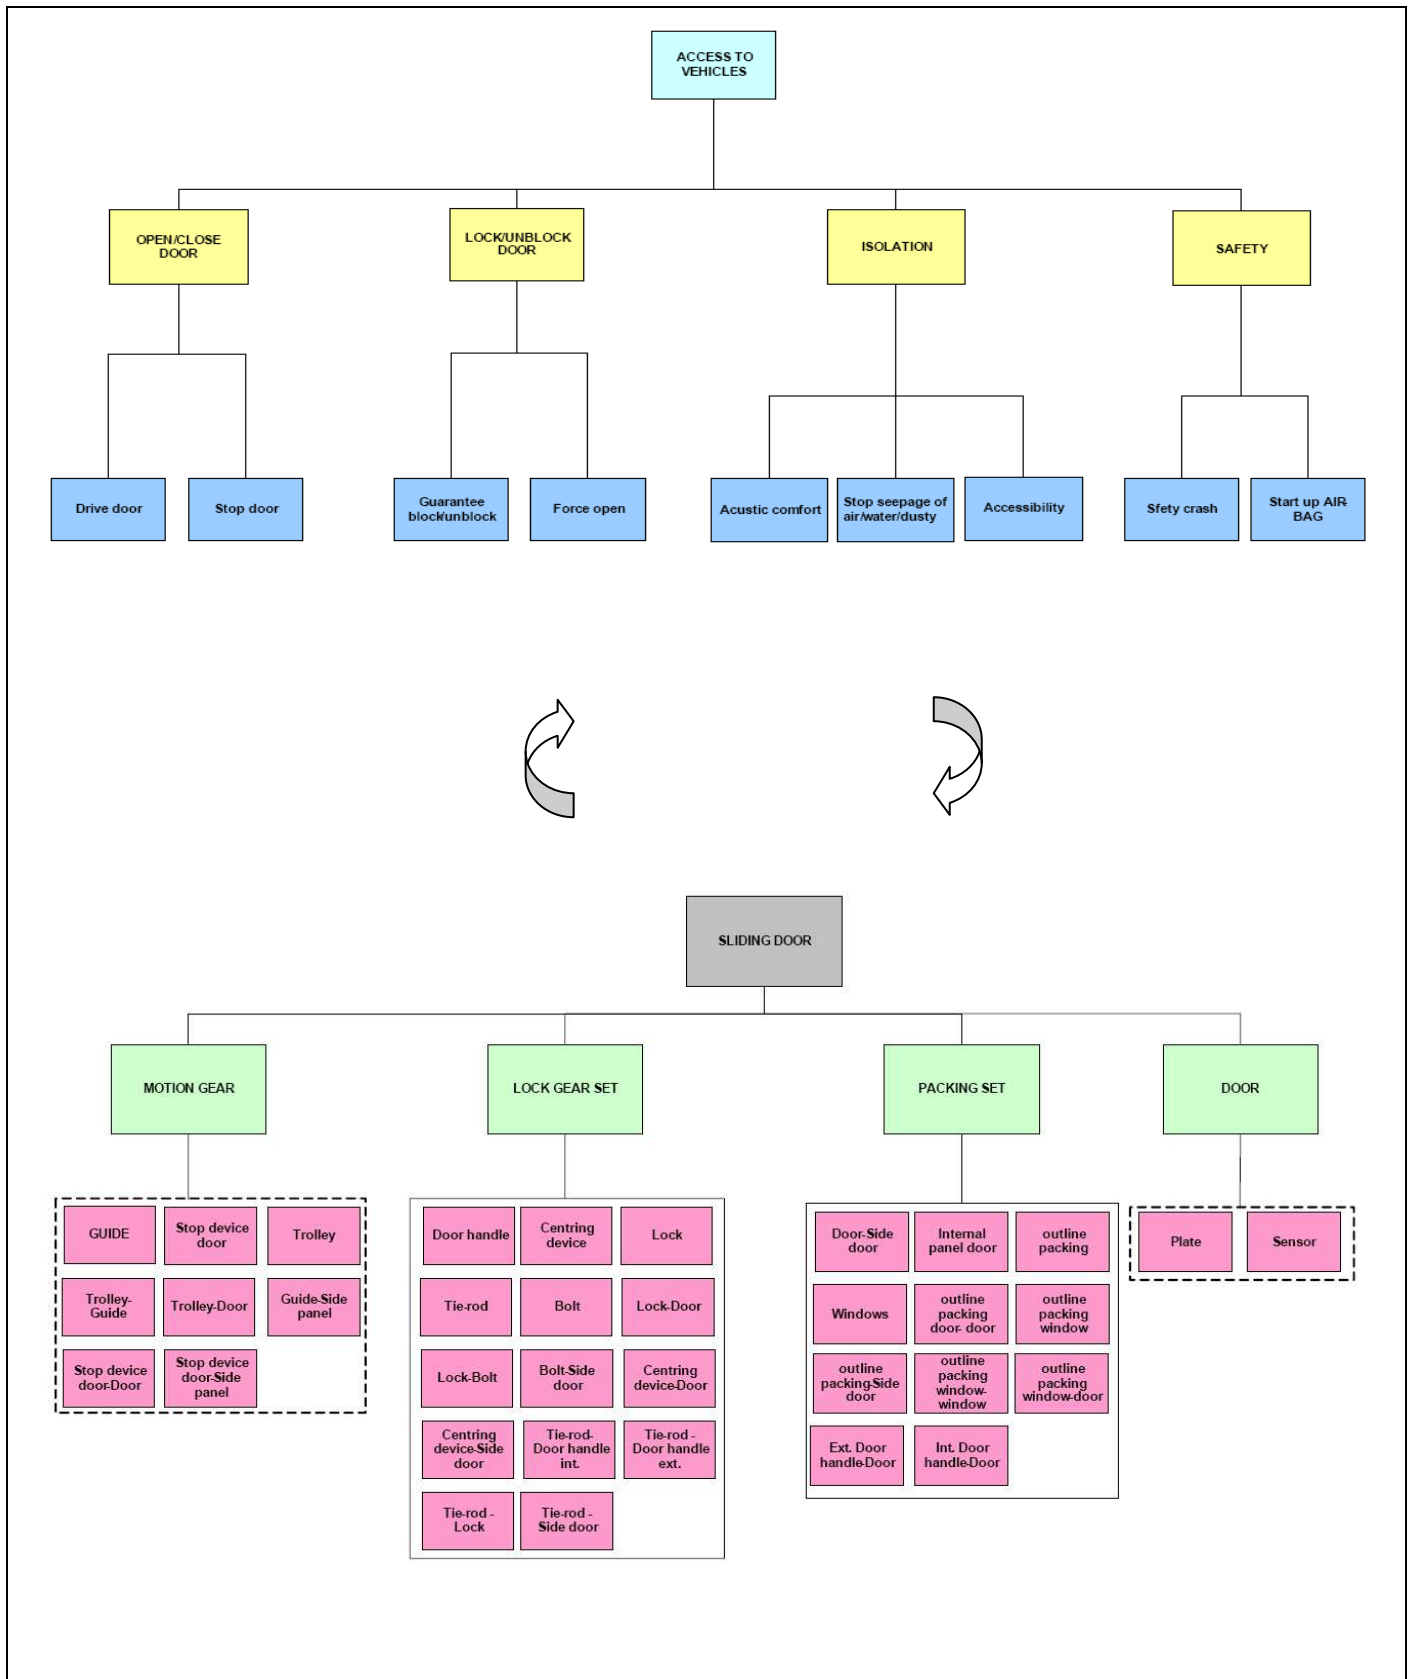 ACCESS TO
VEHICLES
OPEN/CLOSE
DOOR
LOCK/UNBLOCK
DOOR
ISOLATION
SAFETY
Drive door
Stop door
Guarantee
block/unblock
Force open
Acustic comfort
Stop seepage of
air/water/dusty
Accessibility
Sfety crash
Start up AIR-
BAG
SLIDING DOOR
MOTION GEAR
LOCK GEAR SET
PACKING SET
DOOR
GUIDE
Stop device
door
Trolley
Trolley-
Guide
Trolley-Door
Guide-Side
panel
Stop device
door-Door
Stop device
door-Side
panel
Door handle
Centring
device
Lock
Tie-rod
Bolt
Lock-Door
Lock-Bolt
Bolt-Side
door
Centring
device-Door
Centring
device-Side
door
Tie-rod-
Door handle
int.
Tie-rod -
Door handle
ext.
Tie-rod -
Lock
Tie-rod -
Side door
Door-Side
door
Internal
panel door
outline
packing
Windows
outline
packing
door- door
outline
packing
window
outline
packing-Side
door
outline
packing
window-
window
outline
packing
window-door
Ext. Door
handle-Door
Int. Door
handle-Door
Plate
Sensor